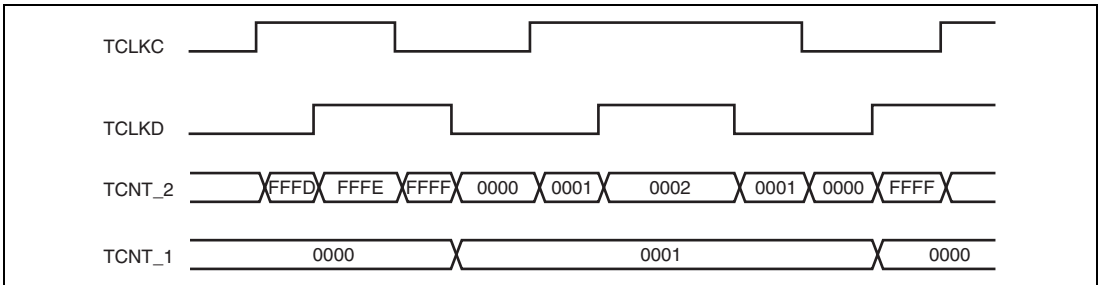 TCLKC
TCLKD
TCNT_2 FFFD FFFE FFFF 0000 0001 0002 0001 0000 FFFF
TCNT_1 0000 0001 0000